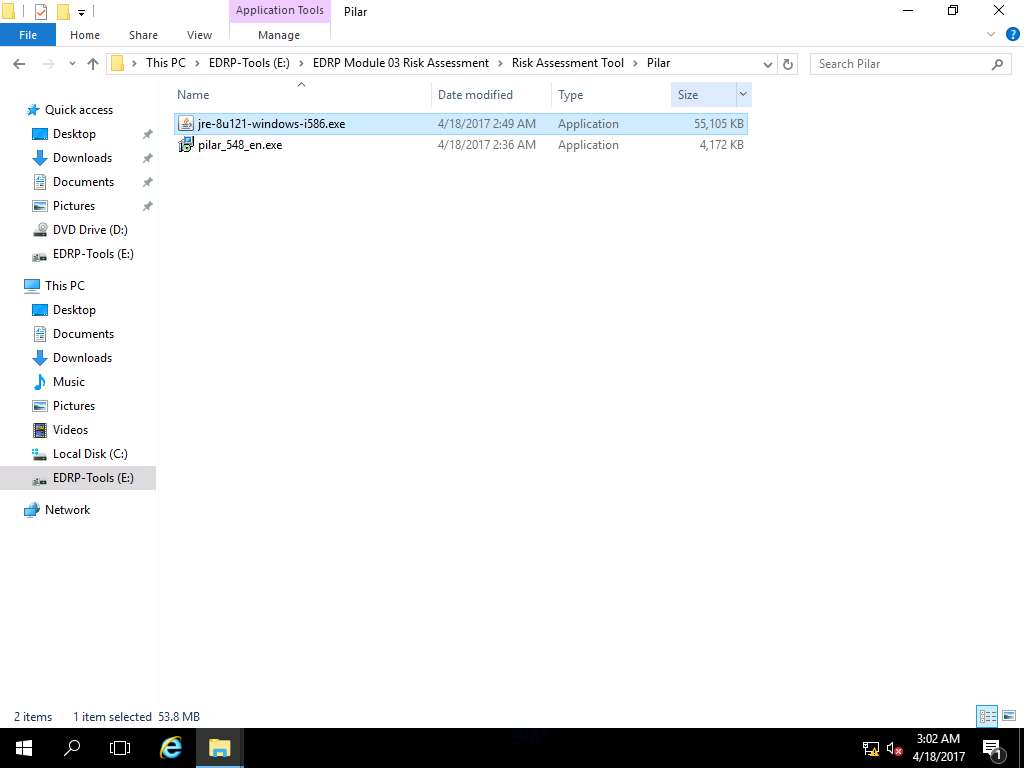 Application Tools
Pilar
File
Home
Share
View
Manage
This PC
EDRP-Tools (E:)
EDRP Module 03 Risk Assessment
Risk Assessment Tool
Pilar
Search Pilar
Name
Date modified
Type
Size
jre-8u121-windows-i586.exe 4/18/2017 2:49 AM Application 55,105 KB
pilar_548_en.exe 4/18/2017 2:36 AM Application 4,172 KB
Quick access
Desktop
Downloads
Documents
Pictures
DVD Drive (D:)
EDRP-Tools (E:)
This PC
Desktop
Documents
Downloads
Music
Pictures
Videos
Local Disk (C:)
EDRP-Tools (E:)
Network
2 items 1 item selected 53.8 MB
3:02 AM
4/18/2017
1